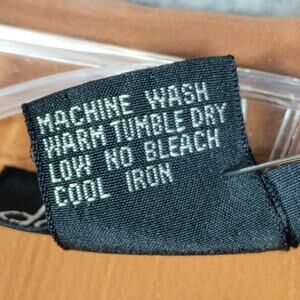 MACHINE WASH
WARM TUMBLE DRY
LOW NO BLEACH
COOL IRON